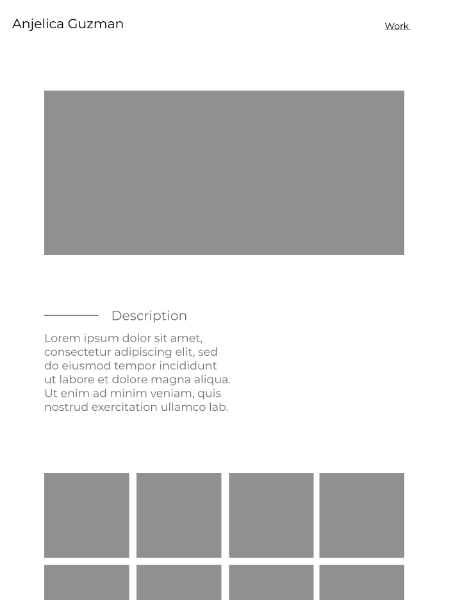 Anjelica Guzman
Work
Description
Lorem ipsum dolor sit amet,
consectetur adipiscing elit, sed
do eiusmod tempor incididunt
ut labore et dolore magna aliqua.
Ut enim ad minim veniam, quis
nostrud exercitation ullamco lab.